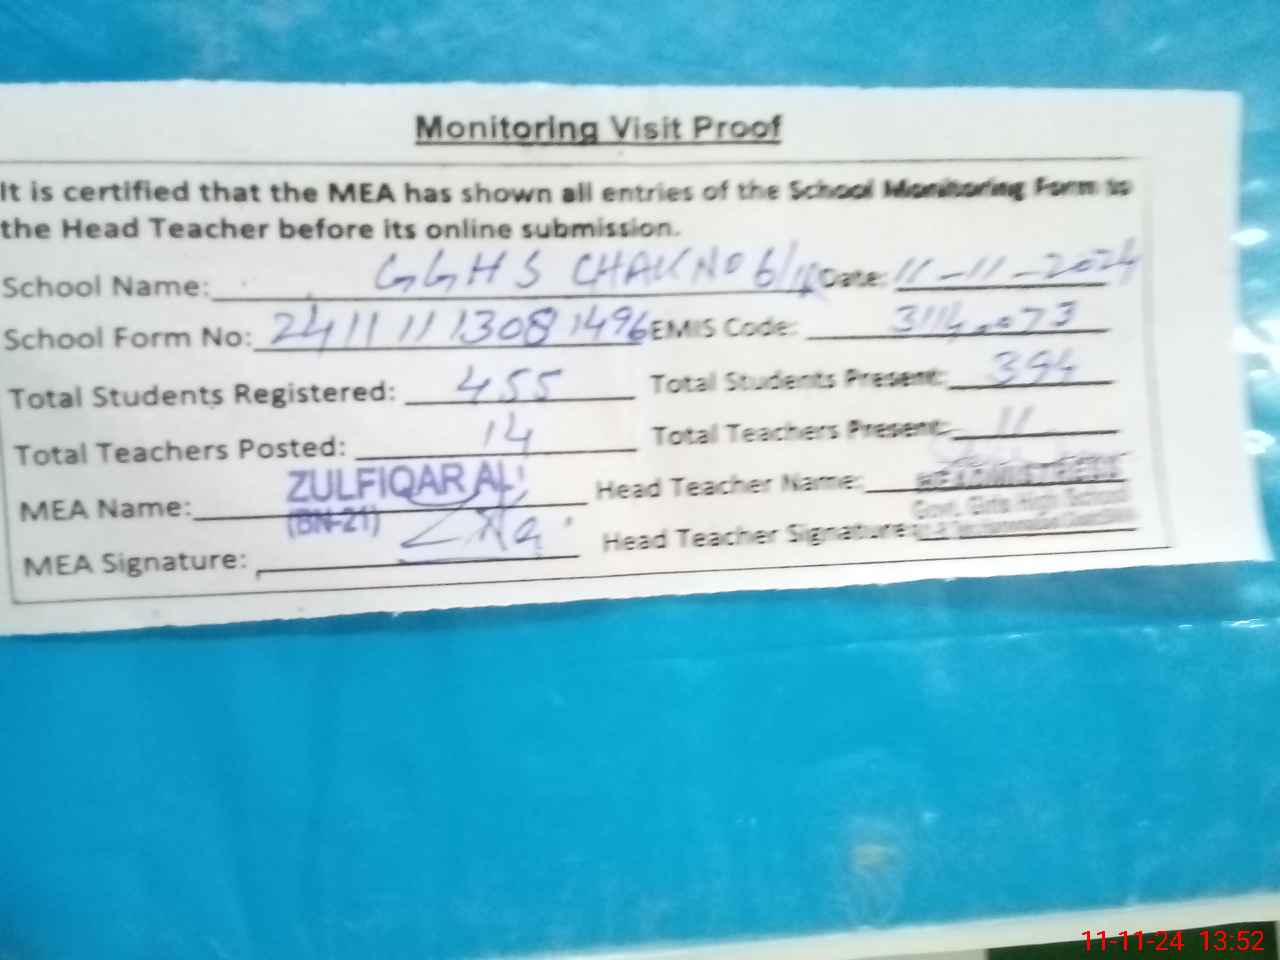 Monitoring Visit Proof
It is certified that the MEA has shown all entries of the School Monitoring Form to
the Head Teacher before its online submission.
School Name: GGHS CHAK NO 6/ Date: 11-11-2024
School Form No: 24111113081496 EMIS Code:
Total Students Registered: 455 Total Students Present: 394
Total Teachers Posted: 14 Total Teachers Present: 11
MEA Name: ZULFIQAR ALI Head Teacher Name: HEADMISTRESS
(BN-21) Govt. Girls High School
MEA Signature: Head Teacher Signature:
11-11-24 13:52